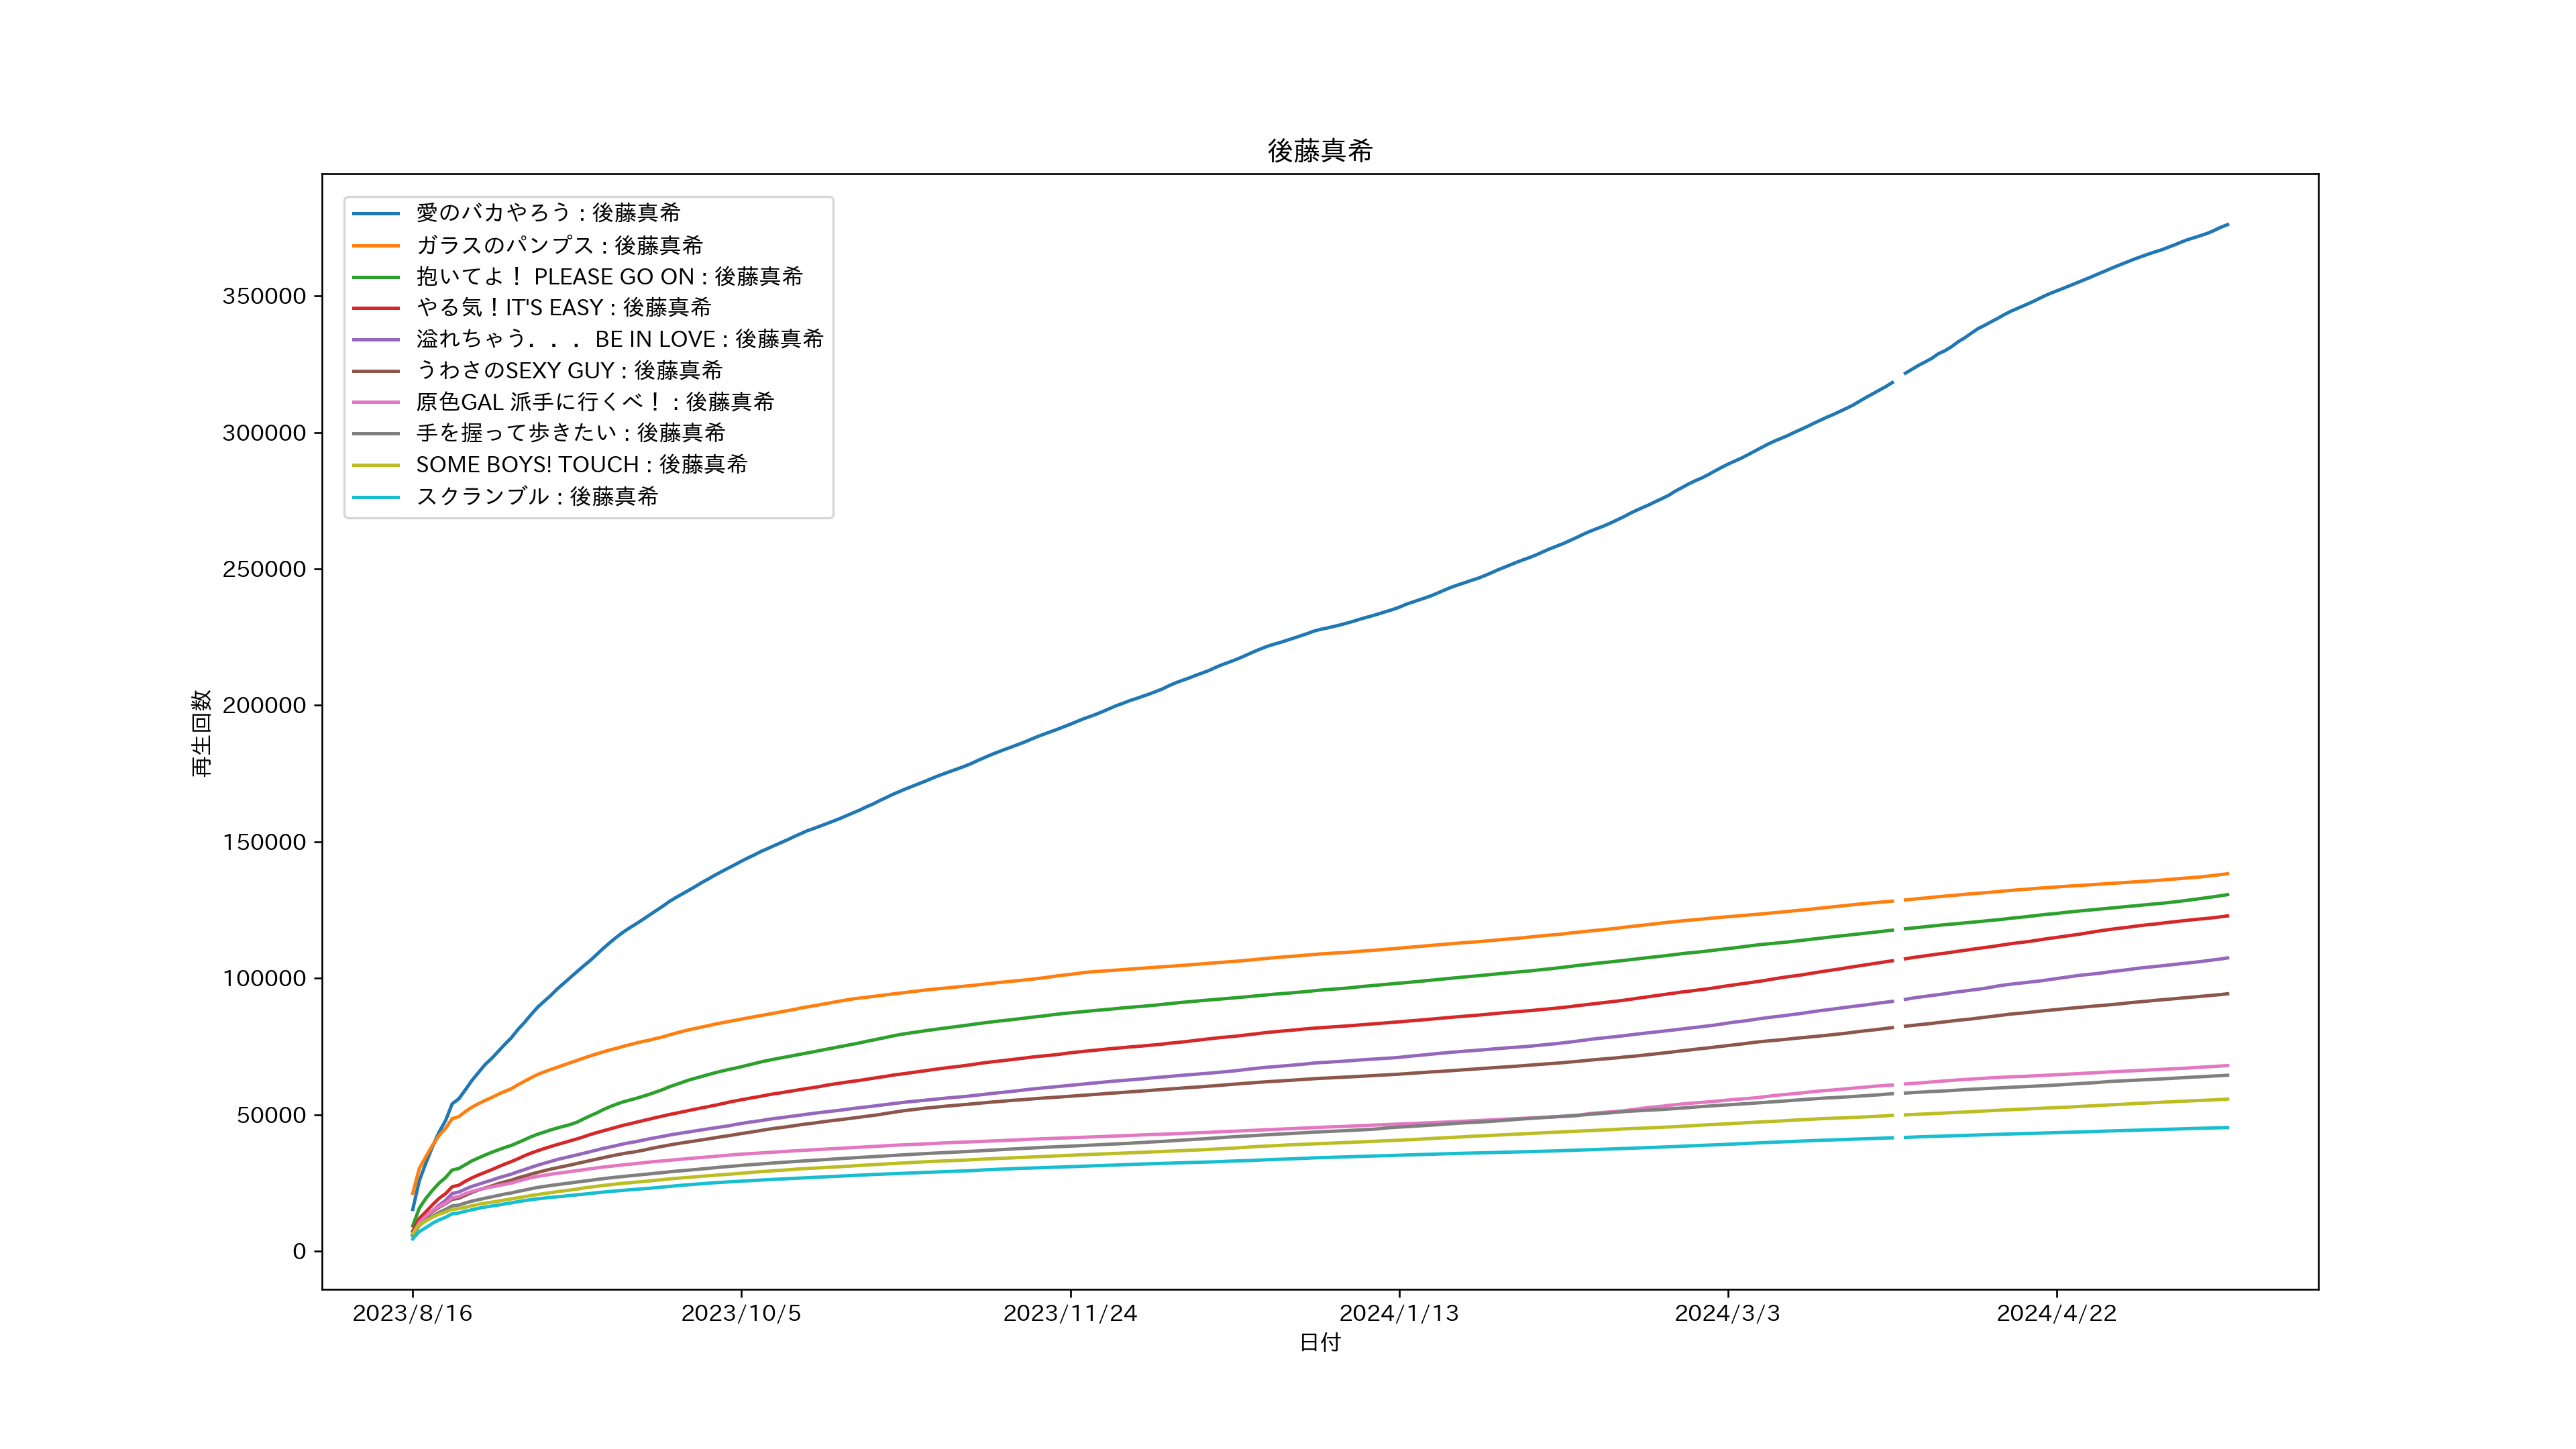 後藤真希
愛のバカやろう : 後藤真希
ガラスのパンプス : 後藤真希
抱いてよ！ PLEASE GO ON : 後藤真希
やる気！IT'S EASY : 後藤真希
溢れちゃう．．． BE IN LOVE : 後藤真希
うわさのSEXY GUY : 後藤真希
原色GAL 派手に行くべ！ : 後藤真希
手を握って歩きたい : 後藤真希
SOME BOYS! TOUCH : 後藤真希
スクランブル : 後藤真希
350000
300000
250000
200000
150000
100000
50000
0
再生回数
2023/8/16
2023/10/5
2023/11/24
2024/1/13
2024/3/3
2024/4/22
日付